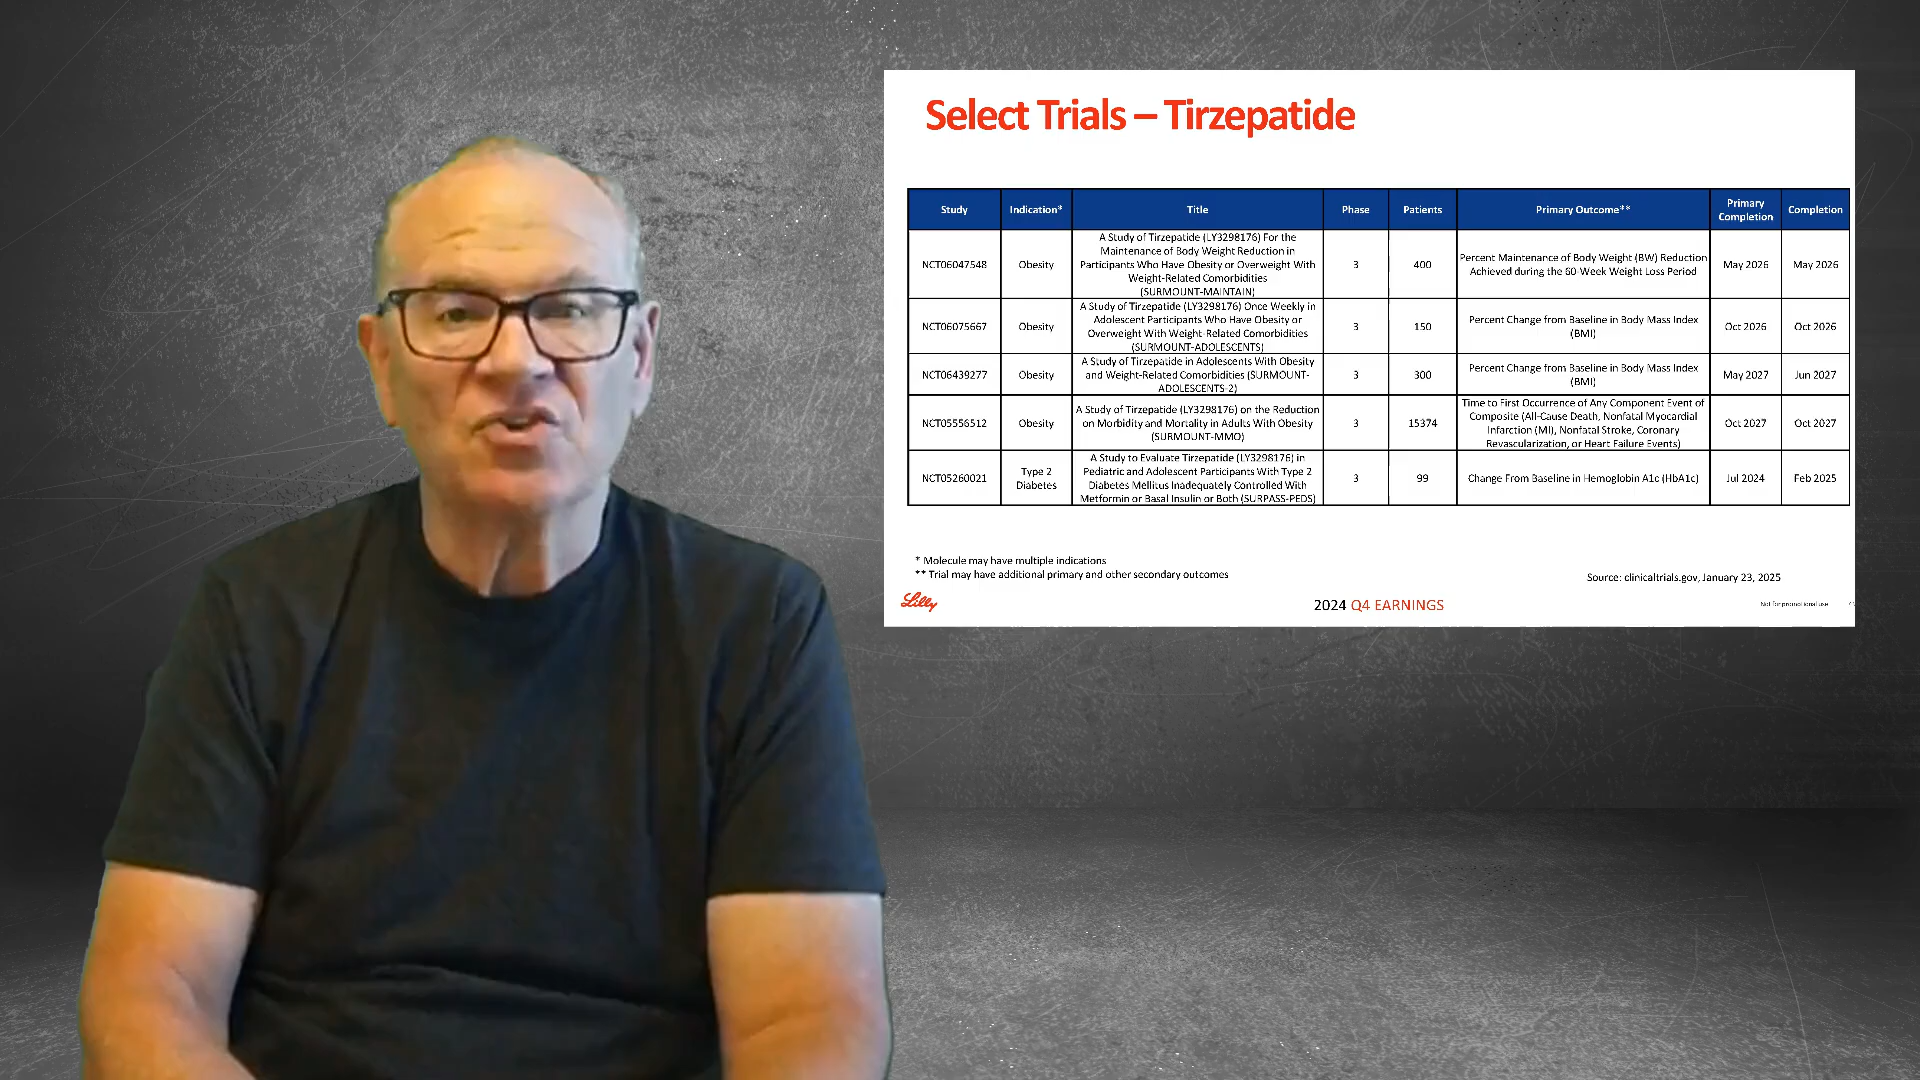 Select Trials – Tirzepatide
Study
Indication*
Title
Phase
Patients
Primary Outcome**
Primary
Completion
Completion
NCT06047548
Obesity
A Study of Tirzepatide (LY3298176) For the
Maintenance of Body Weight Reduction in
Participants Who Have Obesity or Overweight With
Weight-Related Comorbidities
(SURMOUNT-MAINTAIN)
3
400
Percent Maintenance of Body Weight (BW) Reduction
Achieved during the 60-Week Weight Loss Period
May 2026
May 2026
NCT06075667
Obesity
A Study of Tirzepatide (LY3298176) Once Weekly in
Adolescent Participants Who Have Obesity or
Overweight With Weight-Related Comorbidities
(SURMOUNT-ADOLESCENTS)
3
150
Percent Change from Baseline in Body Mass Index
(BMI)
Oct 2026
Oct 2026
NCT06439277
Obesity
A Study of Tirzepatide in Adolescents With Obesity
and Weight-Related Comorbidities (SURMOUNT-
ADOLESCENTS-2)
3
300
Percent Change from Baseline in Body Mass Index
(BMI)
May 2027
Jun 2027
NCT05556512
Obesity
A Study of Tirzepatide (LY3298176) on the Reduction
on Morbidity and Mortality in Adults With Obesity
(SURMOUNT-MMO)
3
15374
Time to First Occurrence of Any Component Event of
Composite (All-Cause Death, Nonfatal Myocardial
Infarction (MI), Nonfatal Stroke, Coronary
Revascularization, or Heart Failure Events)
Oct 2027
Oct 2027
NCT05260021
Type 2
Diabetes
A Study to Evaluate Tirzepatide (LY3298176) in
Pediatric and Adolescent Participants With Type 2
Diabetes Mellitus Inadequately Controlled With
Metformin or Basal Insulin or Both (SURPASS-PEDS)
3
99
Change From Baseline in Hemoglobin A1c (HbA1c)
Jul 2024
Feb 2025
* Molecule may have multiple indications
** Trial may have additional primary and other secondary outcomes
Source: clinicaltrials.gov, January 23, 2025
Lilly
2024 Q4 EARNINGS
Not for promotional use